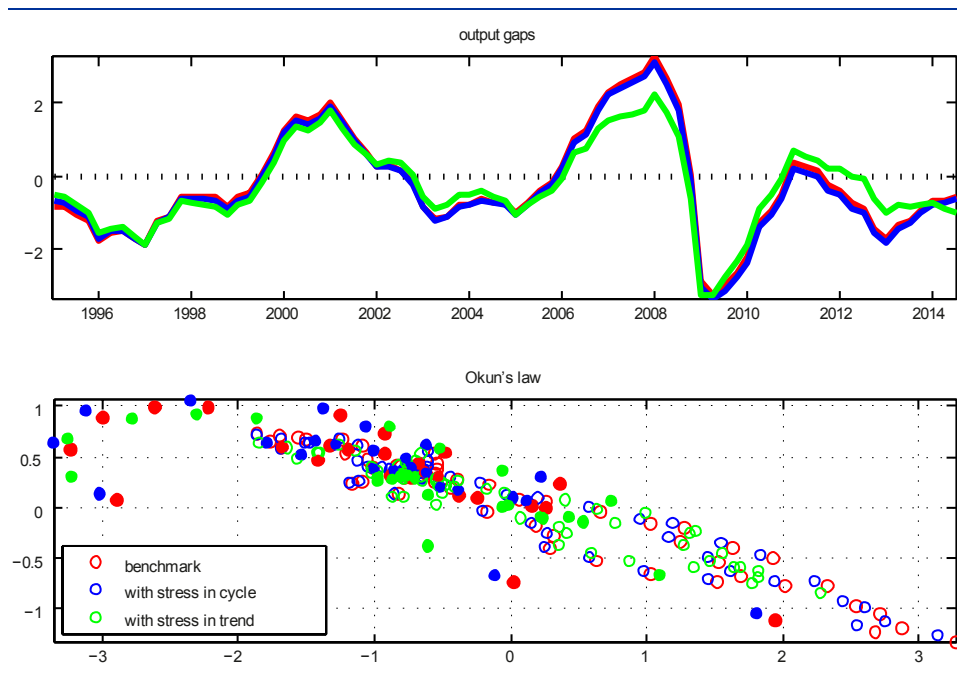 output gaps
2
0
−2
1996 1998 2000 2002 2004 2006 2008 2010 2012 2014
Okun's law
1
0.5
0
−0.5
−1
benchmark
with stress in cycle
with stress in trend
−3 −2 −1 0 1 2 3